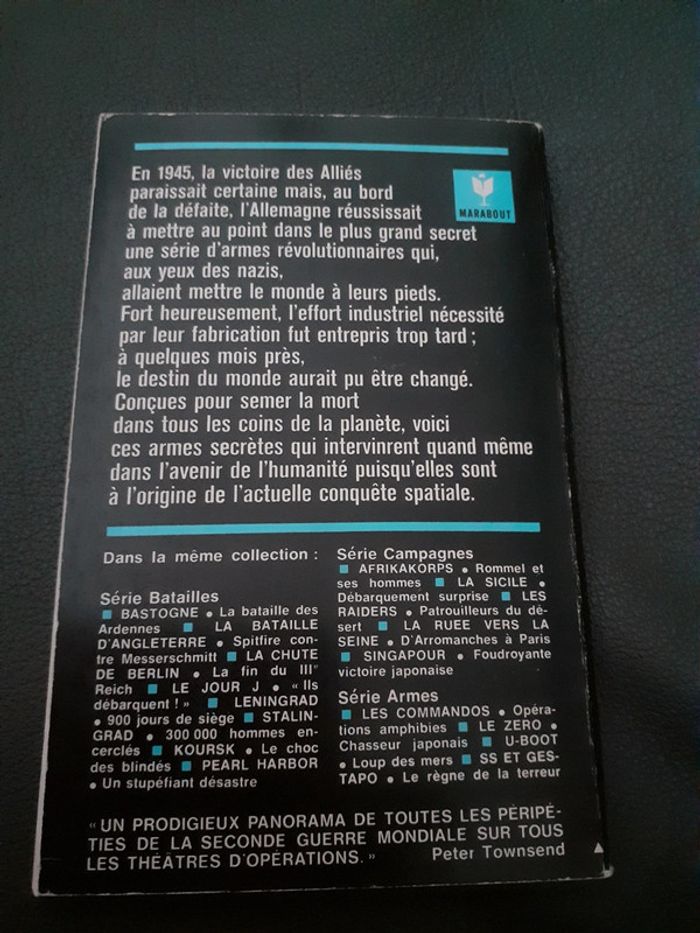 En 1945, la victoire des Alliés
paraissait certaine mais, au bord
de la défaite, l'Allemagne réussissait
à mettre au point dans le plus grand secret
une série d'armes révolutionnaires qui,
aux yeux des nazis,
allaient mettre le monde à leurs pieds.
Fort heureusement, l'effort industriel nécessité
par leur fabrication fut entrepris trop tard ;
à quelques mois près,
le destin du monde aurait pu être changé.
Conçues pour semer la mort
dans tous les coins de la planète, voici
ces armes secrètes qui intervinrent quand même
dans l'avenir de l'humanité puisqu'elles sont
à l'origine de l'actuelle conquête spatiale.
MARABOUT
Dans la même collection :
Série Batailles
■ BASTOGNE • La bataille des
Ardennes ■ LA BATAILLE
D'ANGLETERRE • Spitfire con-
tre Messerschmitt ■ LA CHUTE
DE BERLIN • La fin du IIIe
Reich ■ LE JOUR J • « Ils
débarquent ! » ■ LENINGRAD
• 900 jours de siège ■ STALIN-
GRAD • 300 000 hommes en-
cerclés ■ KOURSK • Le choc
des blindés ■ PEARL HARBOR
• Un stupéfiant désastre
Série Campagnes
■ AFRIKAKORPS • Rommel et
ses hommes ■ LA SICILE •
Débarquement surprise ■ LES
RAIDERS • Patrouilleurs du dé-
sert ■ LA RUEE VERS LA
SEINE • D'Arromanches à Paris
■ SINGAPOUR • Foudroyante
victoire japonaise
Série Armes
■ LES COMMANDOS • Opéra-
tions amphibies ■ LE ZERO •
Chasseur japonais ■ U-BOOT
• Loup des mers ■ SS ET GES-
TAPO • Le règne de la terreur
« UN PRODIGIEUX PANORAMA DE TOUTES LES PÉRIPÉ-
TIES DE LA SECONDE GUERRE MONDIALE SUR TOUS
LES THÉÂTRES D'OPÉRATIONS. » Peter Townsend